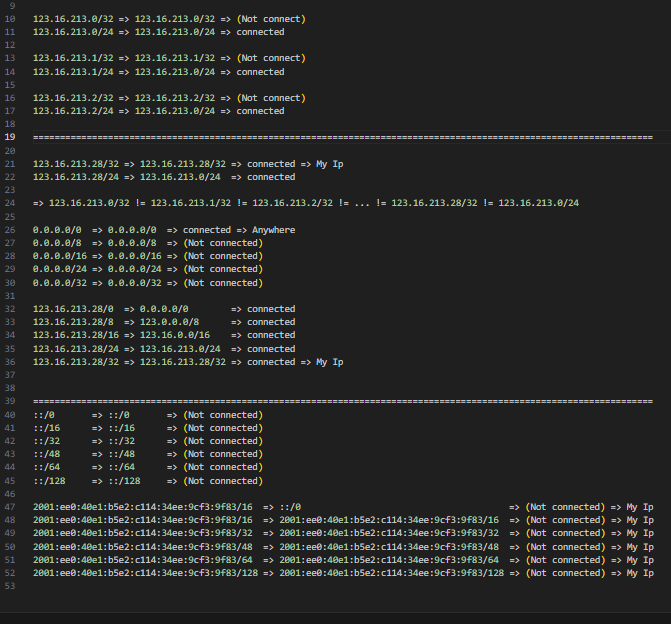 9
10 123.16.213.0/32 => 123.16.213.0/32 => (Not connect)
11 123.16.213.0/24 => 123.16.213.0/24 => connected
12
13 123.16.213.1/32 => 123.16.213.1/32 => (Not connect)
14 123.16.213.1/24 => 123.16.213.0/24 => connected
15
16 123.16.213.2/32 => 123.16.213.2/32 => (Not connect)
17 123.16.213.2/24 => 123.16.213.0/24 => connected
18
19 ====================================================================================================================
20
21 123.16.213.28/32 => 123.16.213.28/32 => connected => My Ip
22 123.16.213.28/24 => 123.16.213.0/24  => connected
23
24 => 123.16.213.0/32 != 123.16.213.1/32 != 123.16.213.2/32 != ... != 123.16.213.28/32 != 123.16.213.0/24
25
26 0.0.0.0/0  => 0.0.0.0/0  => connected => Anywhere
27 0.0.0.0/8  => 0.0.0.0/8  => (Not connected)
28 0.0.0.0/16 => 0.0.0.0/16 => (Not connected)
29 0.0.0.0/24 => 0.0.0.0/24 => (Not connected)
30 0.0.0.0/32 => 0.0.0.0/32 => (Not connected)
31
32 123.16.213.28/0  => 0.0.0.0/0        => connected
33 123.16.213.28/8  => 123.0.0.0/8      => connected
34 123.16.213.28/16 => 123.16.0.0/16    => connected
35 123.16.213.28/24 => 123.16.213.0/24  => connected
36 123.16.213.28/32 => 123.16.213.28/32 => connected => My Ip
37
38
39 ====================================================================================================================
40 ::/0       => ::/0       => (Not connected)
41 ::/16      => ::/16      => (Not connected)
42 ::/32      => ::/32      => (Not connected)
43 ::/48      => ::/48      => (Not connected)
44 ::/64      => ::/64      => (Not connected)
45 ::/128     => ::/128     => (Not connected)
46
47 2001:ee0:40e1:b5e2:c114:34ee:9cf3:9f83/16  => ::/0                                       => (Not connected) => My Ip
48 2001:ee0:40e1:b5e2:c114:34ee:9cf3:9f83/16  => 2001:ee0:40e1:b5e2:c114:34ee:9cf3:9f83/16  => (Not connected) => My Ip
49 2001:ee0:40e1:b5e2:c114:34ee:9cf3:9f83/32  => 2001:ee0:40e1:b5e2:c114:34ee:9cf3:9f83/32  => (Not connected) => My Ip
50 2001:ee0:40e1:b5e2:c114:34ee:9cf3:9f83/48  => 2001:ee0:40e1:b5e2:c114:34ee:9cf3:9f83/48  => (Not connected) => My Ip
51 2001:ee0:40e1:b5e2:c114:34ee:9cf3:9f83/64  => 2001:ee0:40e1:b5e2:c114:34ee:9cf3:9f83/64  => (Not connected) => My Ip
52 2001:ee0:40e1:b5e2:c114:34ee:9cf3:9f83/128 => 2001:ee0:40e1:b5e2:c114:34ee:9cf3:9f83/128 => (Not connected) => My Ip
53